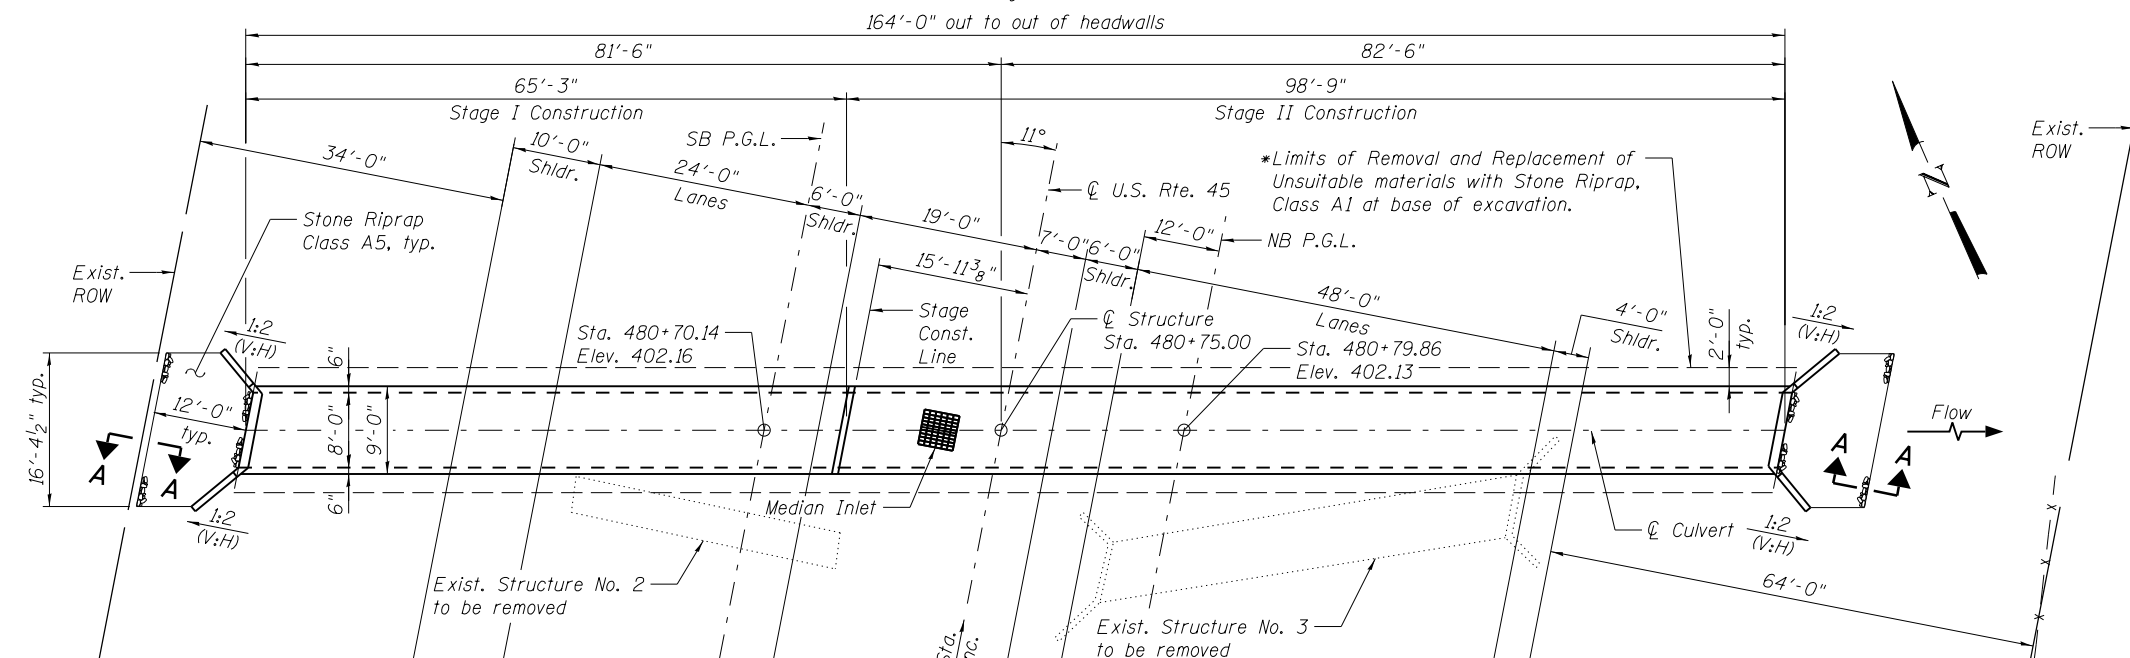 164'-0" out to out of headwalls
81'-6"
82'-6"
65'-3"
98'-9"
Stage I Construction
Stage II Construction
34'-0"
10'-0"
Shldr.
24'-0"
Lanes
SB P.G.L.
6'-0"
Shldr.
19'-0"
11°
℄ U.S. Rte. 45
7'-0"
6'-0"
Shldr.
12'-0"
NB P.G.L.
*Limits of Removal and Replacement of
Unsuitable materials with Stone Riprap,
Class A1 at base of excavation.
N
Exist.
ROW
Stone Riprap
Class A5, typ.
Exist.
ROW
15'-11 3/8"
48'-0"
Lanes
4'-0"
Shldr.
2'-0"
typ.
1:2
(V:H)
1:2
(V:H)
Stage
Const.
Line
Sta. 480+70.14
Elev. 402.16
℄ Structure
Sta. 480+75.00
Sta. 480+79.86
Elev. 402.13
16'-4½" typ.
12'-0"
typ.
6"
8'-0"
9'-0"
6"
Flow
A
A
A
A
Median Inlet
1:2
(V:H)
℄ Culvert
1:2
(V:H)
Exist. Structure No. 2
to be removed
64'-0"
Exist. Structure No. 3
to be removed
Sta.
Inc.